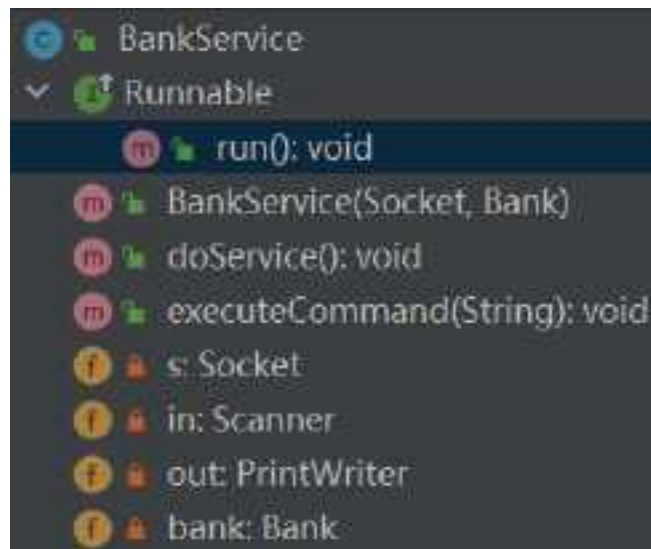 BankService
Runnable
run(): void
BankService(Socket, Bank)
doService(): void
executeCommand(String): void
s: Socket
in: Scanner
out: PrintWriter
bank: Bank